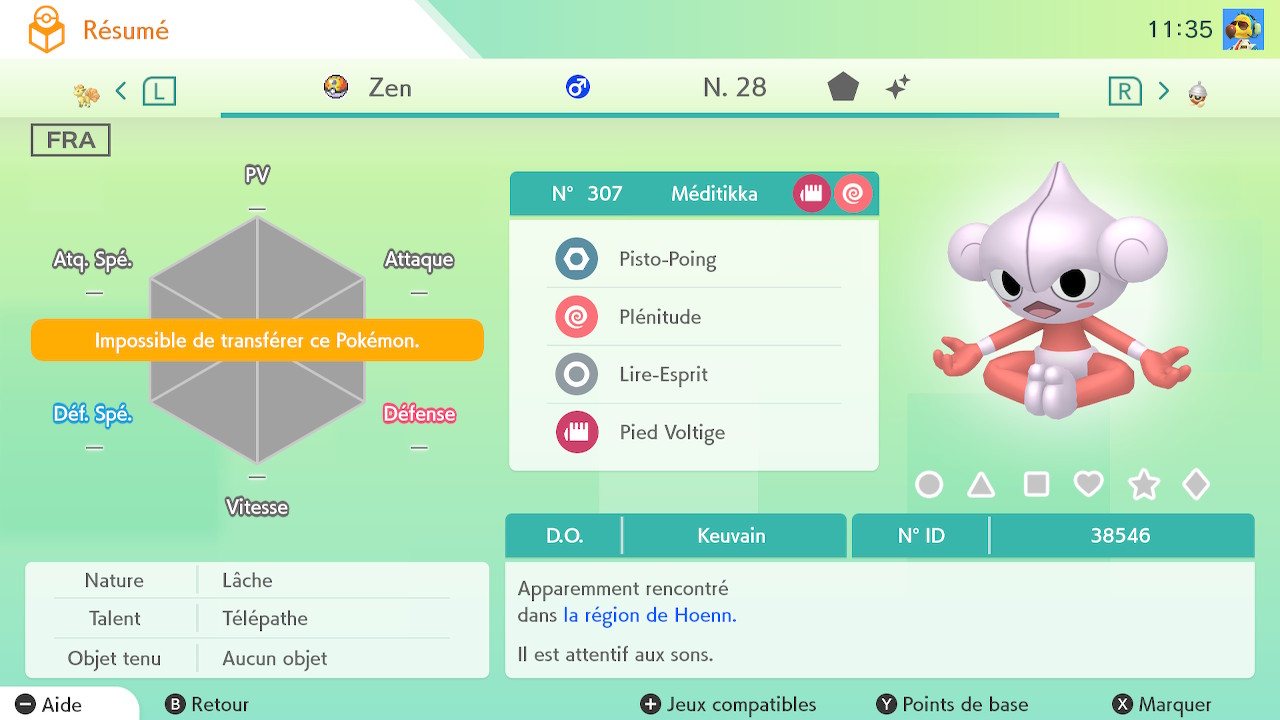 Résumé
11:35
L
Zen
N. 28
R
FRA
PV
—
Atq. Spé.
—
Attaque
—
Impossible de transférer ce Pokémon.
Déf. Spé.
—
Défense
—
—
Vitesse
N° 307 Méditikka
Pisto-Poing
Plénitude
Lire-Esprit
Pied Voltige
D.O. Keuvain
N° ID 38546
Nature Lâche
Talent Télépathe
Objet tenu Aucun objet
Apparemment rencontré
dans la région de Hoenn.
Il est attentif aux sons.
Aide
B Retour
Jeux compatibles
Y Points de base
X Marquer